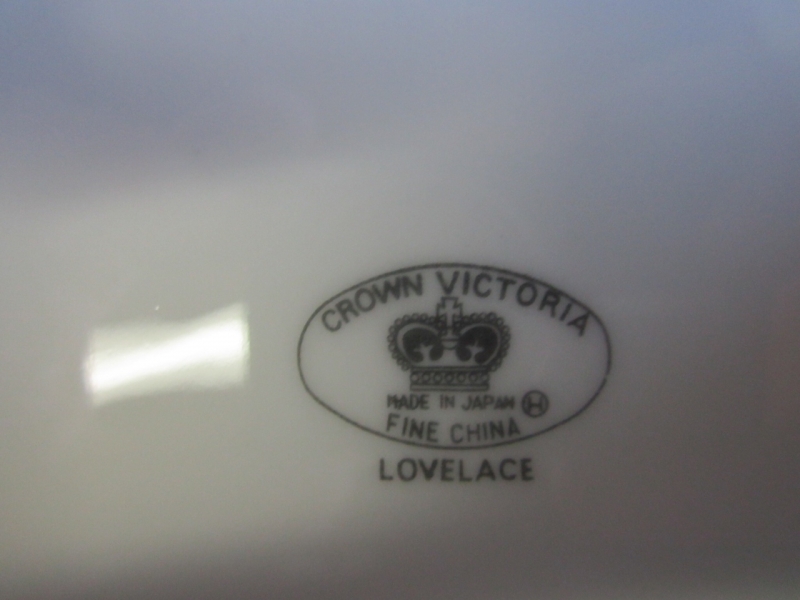 CROWN VICTORIA
MADE IN JAPAN H
FINE CHINA
LOVELACE